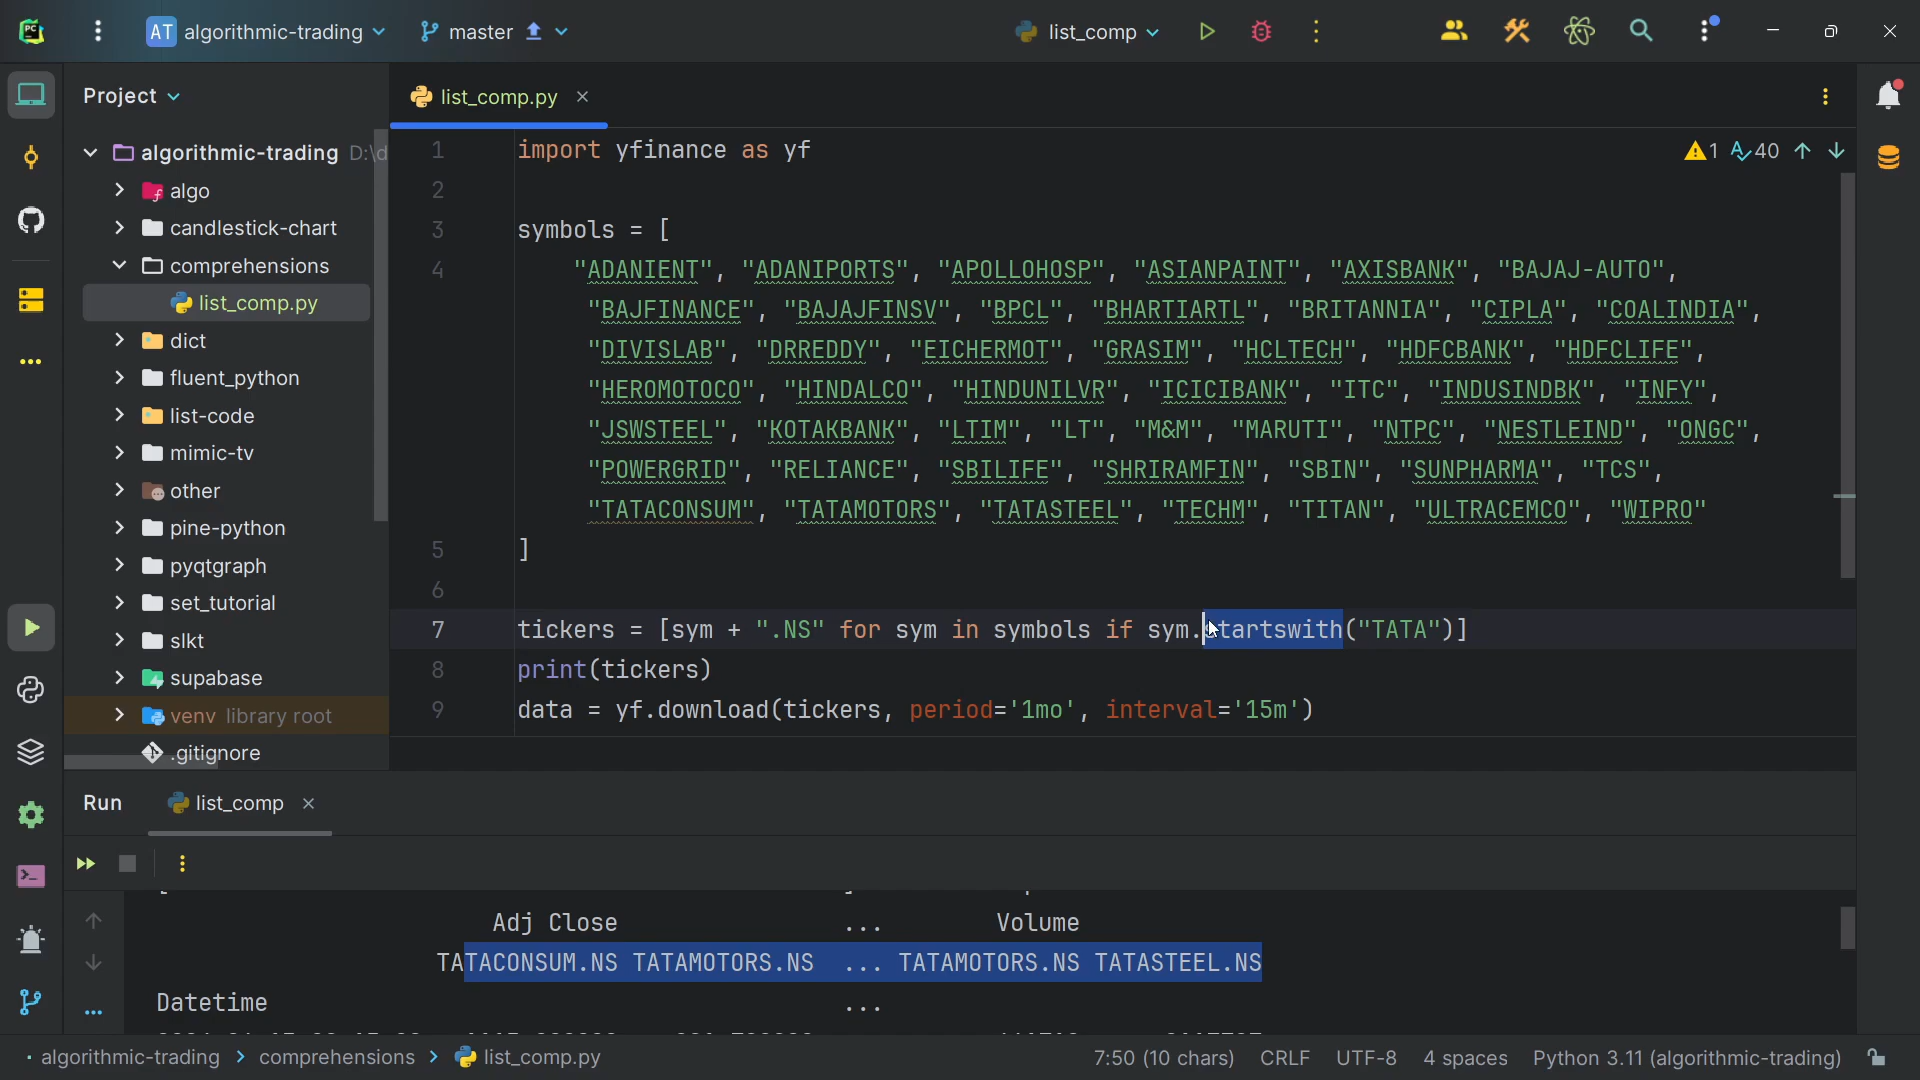 PC
AT algorithmic-trading
master
list_comp
Project
list_comp.py
algorithmic-trading D:\d
algo
candlestick-chart
comprehensions
list_comp.py
dict
fluent_python
list-code
mimic-tv
other
pine-python
pyqtgraph
set_tutorial
slkt
supabase
venv library root
.gitignore
1 40
1 import yfinance as yf
2
3 symbols = [
4 "ADANIENT", "ADANIPORTS", "APOLLOHOSP", "ASIANPAINT", "AXISBANK", "BAJAJ-AUTO",
"BAJFINANCE", "BAJAJFINSV", "BPCL", "BHARTIARTL", "BRITANNIA", "CIPLA", "COALINDIA",
"DIVISLAB", "DRREDDY", "EICHERMOT", "GRASIM", "HCLTECH", "HDFCBANK", "HDFCLIFE",
"HEROMOTOCO", "HINDALCO", "HINDUNILVR", "ICICIBANK", "ITC", "INDUSINDBK", "INFY",
"JSWSTEEL", "KOTAKBANK", "LTIM", "LT", "M&M", "MARUTI", "NTPC", "NESTLEIND", "ONGC",
"POWERGRID", "RELIANCE", "SBILIFE", "SHRIRAMFIN", "SBIN", "SUNPHARMA", "TCS",
"TATACONSUM", "TATAMOTORS", "TATASTEEL", "TECHM", "TITAN", "ULTRACEMCO", "WIPRO"
5 ]
6
7 tickers = [sym + ".NS" for sym in symbols if sym.startswith("TATA")]
8 print(tickers)
9 data = yf.download(tickers, period='1mo', interval='15m')
Run
list_comp
Adj Close ... Volume
TATACONSUM.NS TATAMOTORS.NS ... TATAMOTORS.NS TATASTEEL.NS
Datetime ...
algorithmic-trading > comprehensions > list_comp.py
7:50 (10 chars) CRLF UTF-8 4 spaces Python 3.11 (algorithmic-trading)